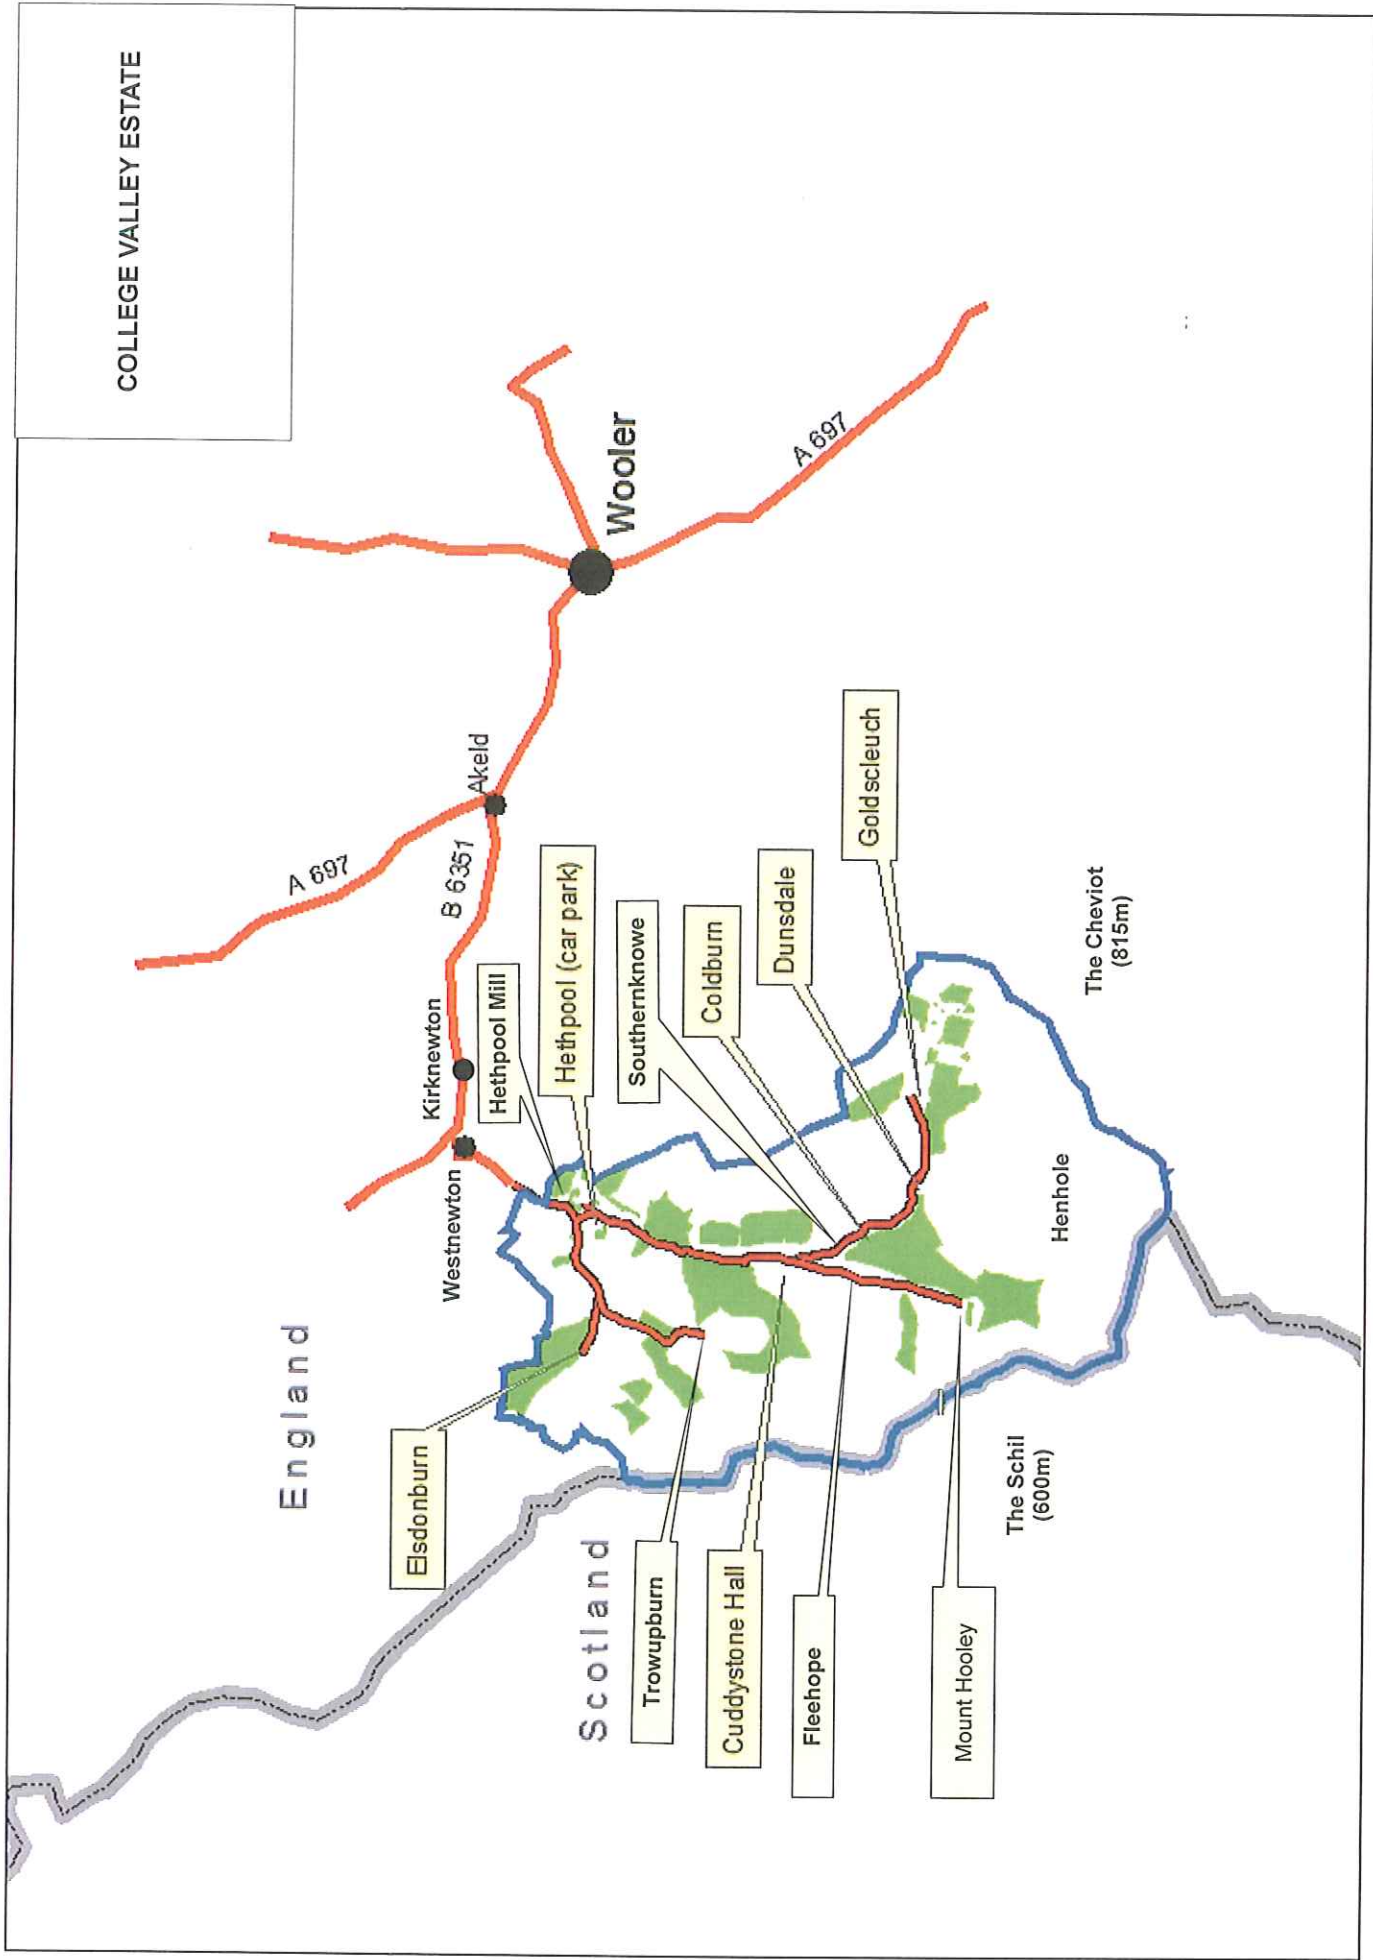 COLLEGE VALLEY ESTATE
England
Scotland
A 697
B 6351
Akeld
Wooler
A 697
Kirknewton
Westnewton
Hethpool Mill
Hethpool (car park)
Southernknowe
Coldburn
Dunsdale
Goldscleuch
Elsdonburn
Trowupburn
Cuddystone Hall
Fleehope
Mount Hooley
The Schil
(600m)
Henhole
The Cheviot
(815m)